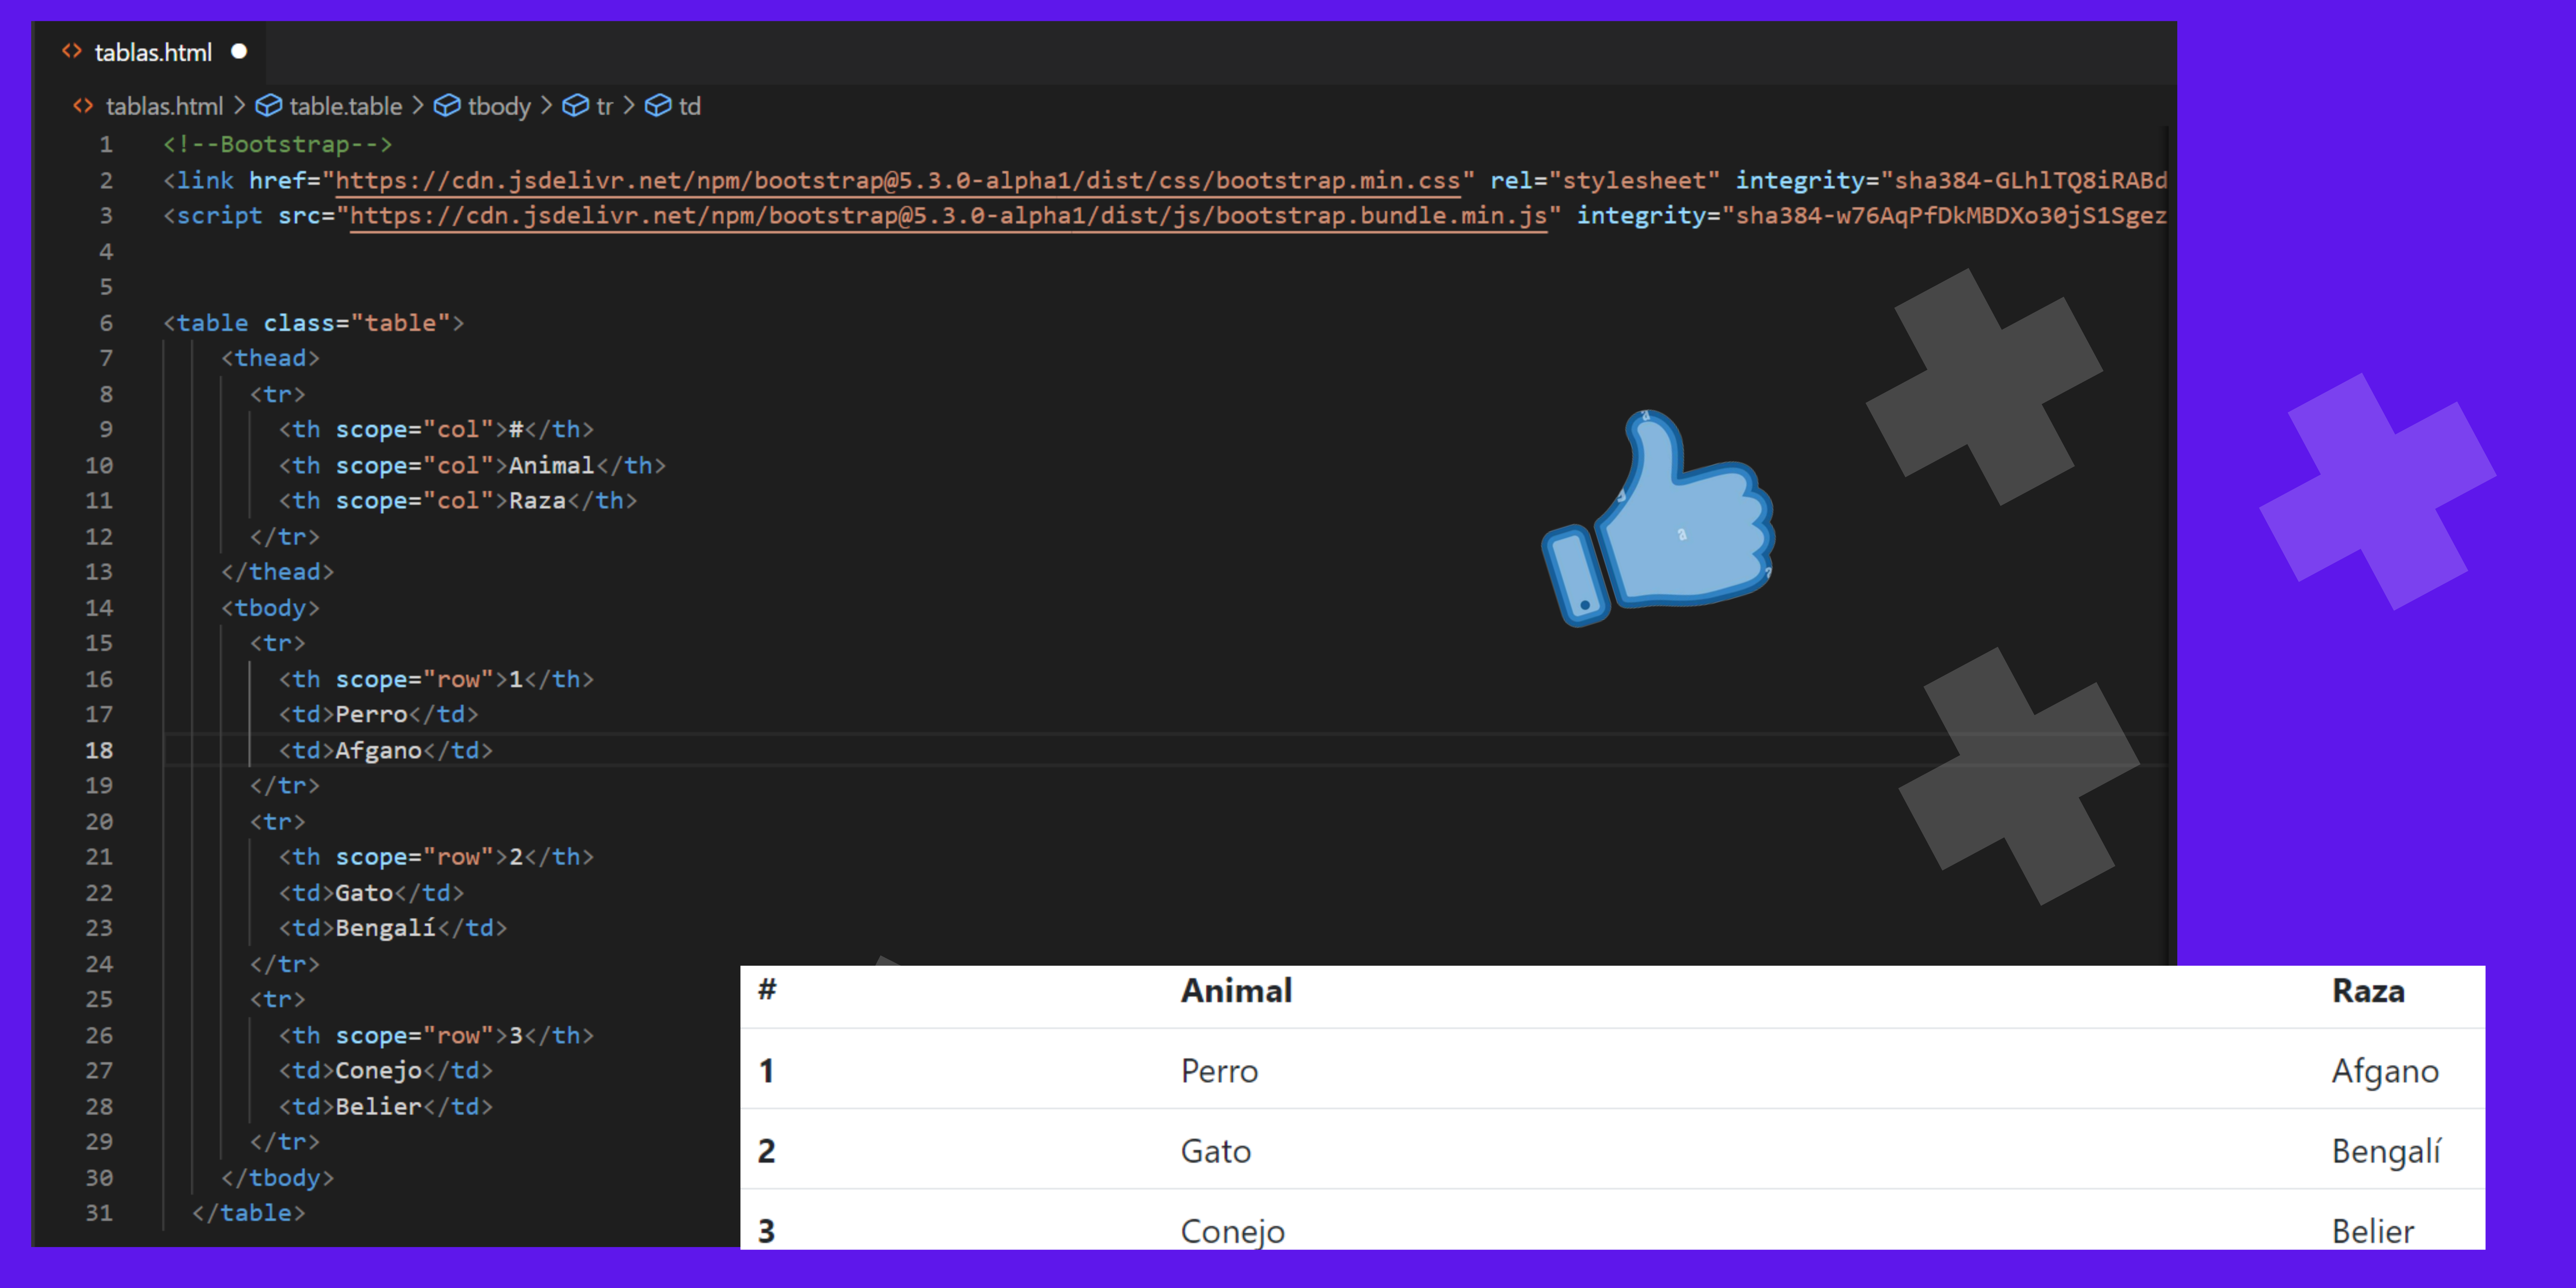 tablas.html
tablas.html > table.table > tbody > tr > td
1 <!--Bootstrap-->
2 <link href="https://cdn.jsdelivr.net/npm/bootstrap@5.3.0-alpha1/dist/css/bootstrap.min.css" rel="stylesheet" integrity="sha384-GLhlTQ8iRABd
3 <script src="https://cdn.jsdelivr.net/npm/bootstrap@5.3.0-alpha1/dist/js/bootstrap.bundle.min.js" integrity="sha384-w76AqPfDkMBDXo30jS1Sgez
4
5
6 <table class="table">
7 <thead>
8 <tr>
9 <th scope="col">#</th>
10 <th scope="col">Animal</th>
11 <th scope="col">Raza</th>
12 </tr>
13 </thead>
14 <tbody>
15 <tr>
16 <th scope="row">1</th>
17 <td>Perro</td>
18 <td>Afgano</td>
19 </tr>
20 <tr>
21 <th scope="row">2</th>
22 <td>Gato</td>
23 <td>Bengalí</td>
24 </tr>
25 <tr>
26 <th scope="row">3</th>
27 <td>Conejo</td>
28 <td>Belier</td>
29 </tr>
30 </tbody>
31 </table>
a
a
# Animal Raza
1 Perro Afgano
2 Gato Bengalí
3 Conejo Belier